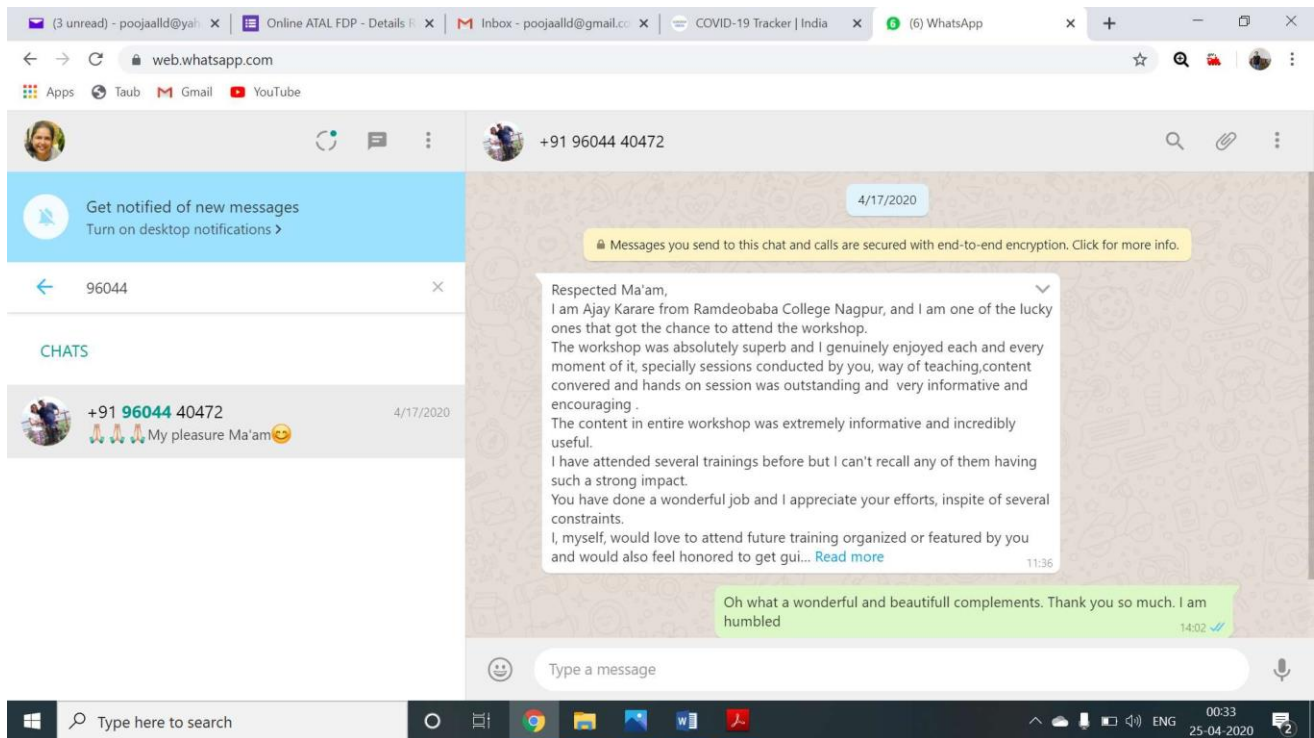 (3 unread) - poojaalld@yah
Online ATAL FDP - Details R
Inbox - poojaalld@gmail.co
COVID-19 Tracker | India
6
(6) WhatsApp
web.whatsapp.com
Apps
Taub
Gmail
YouTube
+91 96044 40472
Get notified of new messages
Turn on desktop notifications >
96044
CHATS
+91 96044 40472
4/17/2020
🙏🏻 🙏🏻 🙏🏻 My pleasure Ma'am😊
4/17/2020
Messages you send to this chat and calls are secured with end-to-end encryption. Click for more info.
Respected Ma'am,
I am Ajay Karare from Ramdeobaba College Nagpur, and I am one of the lucky
ones that got the chance to attend the workshop.
The workshop was absolutely superb and I genuinely enjoyed each and every
moment of it, specially sessions conducted by you, way of teaching,content
convered and hands on session was outstanding and  very informative and
encouraging .
The content in entire workshop was extremely informative and incredibly
useful.
I have attended several trainings before but I can't recall any of them having
such a strong impact.
You have done a wonderful job and I appreciate your efforts, inspite of several
constraints.
I, myself, would love to attend future training organized or featured by you
and would also feel honored to get gui... Read more
11:36
Oh what a wonderful and beautifull complements. Thank you so much. I am
humbled
14:02
Type a message
Type here to search
ENG
00:33
25-04-2020
2